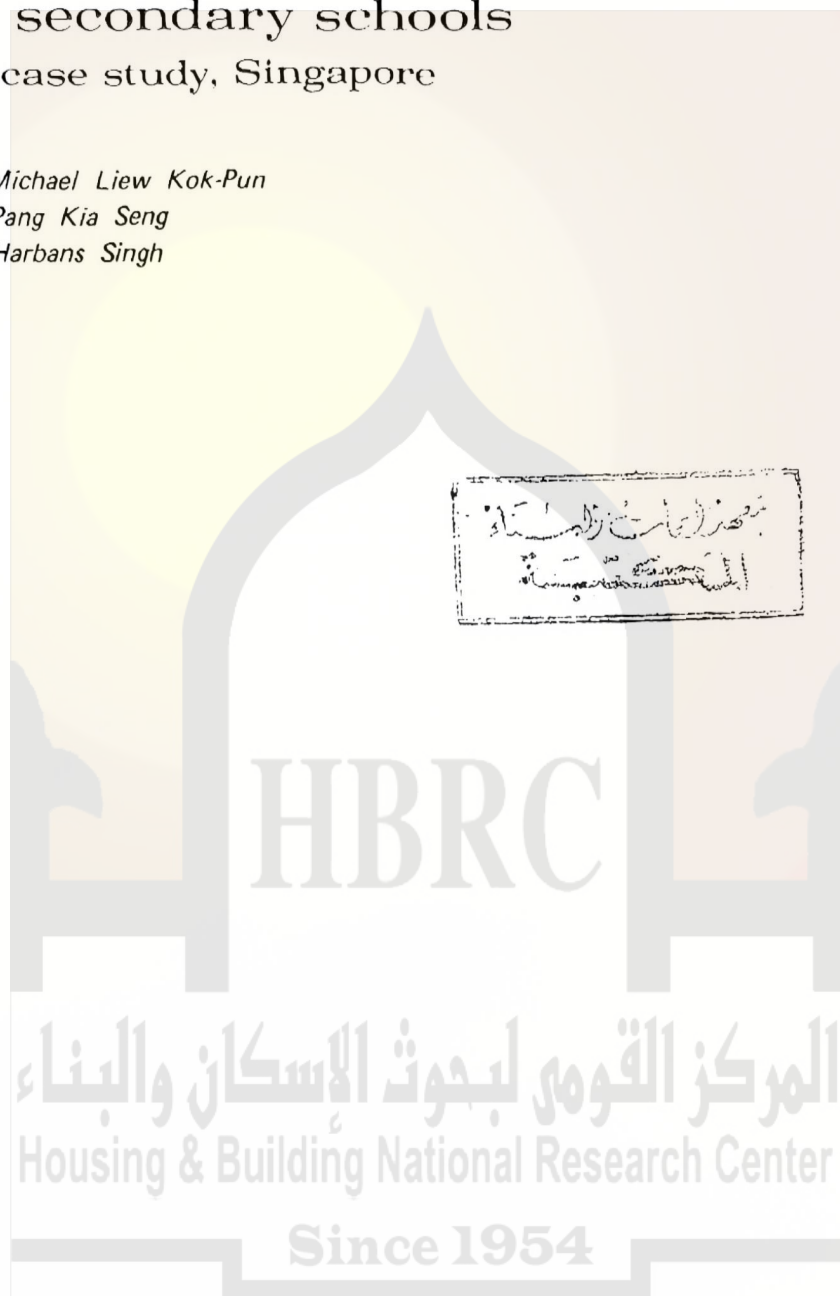 secondary schools
case study, Singapore
Michael Liew Kok-Pun
Pang Kia Seng
Harbans Singh
HBRC
المركز القومى لبحوث الإسكان والبناء
Housing & Building National Research Center
Since 1954